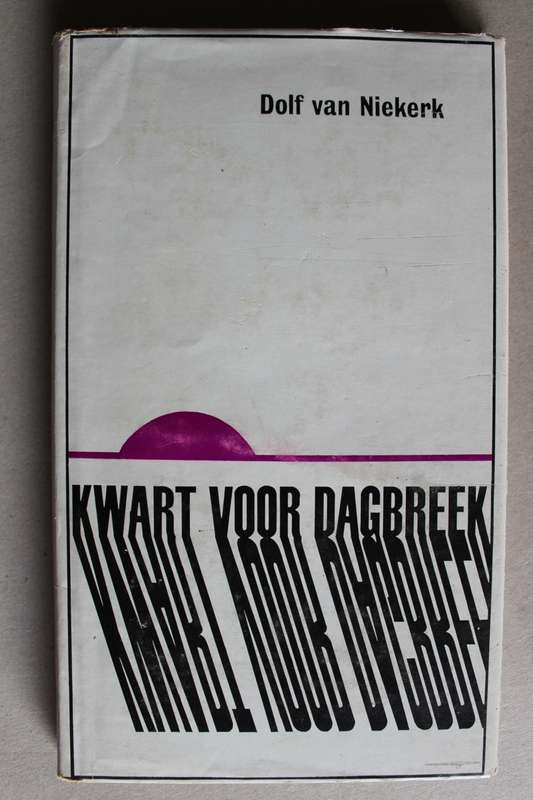 Dolf van Niekerk
KWART VOOR DAGBREEK